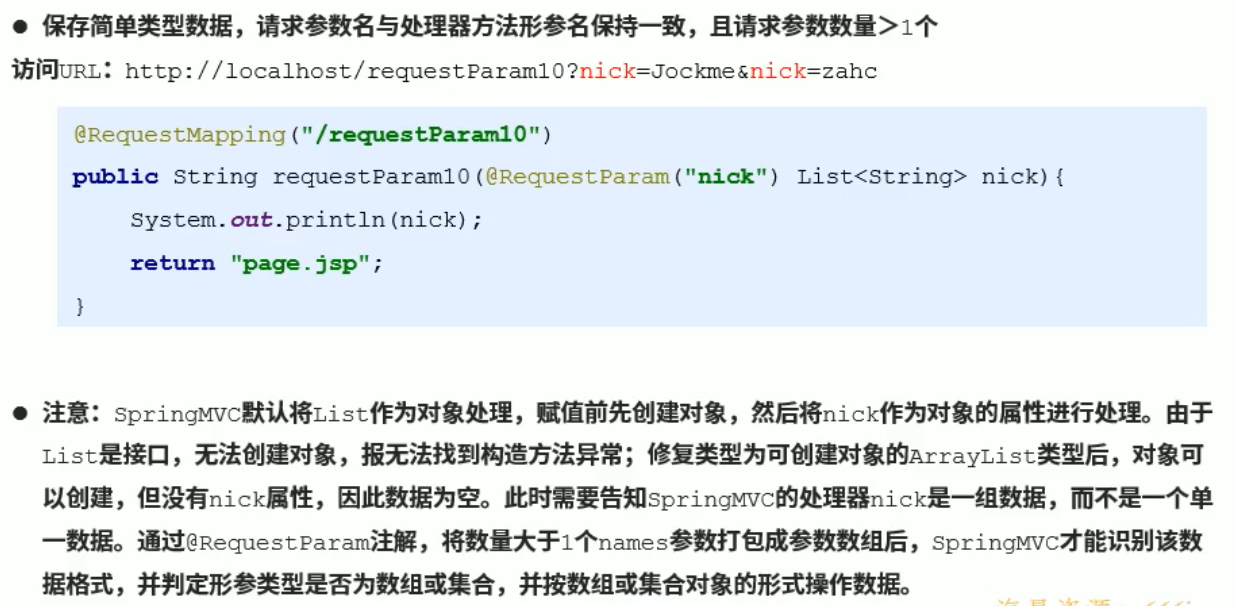 ● 保存简单类型数据，请求参数名与处理器方法形参名保持一致，且请求参数数量＞1个
访问URL：http://localhost/requestParam10?nick=Jockme&nick=zahc
@RequestMapping("/requestParam10")
public String requestParam10(@RequestParam("nick") List<String> nick){
    System.out.println(nick);
    return "page.jsp";
}
● 注意：SpringMVC默认将List作为对象处理，赋值前先创建对象，然后将nick作为对象的属性进行处理。由于
List是接口，无法创建对象，报无法找到构造方法异常；修复类型为可创建对象的ArrayList类型后，对象可
以创建，但没有nick属性，因此数据为空。此时需要告知SpringMVC的处理器nick是一组数据，而不是一个单
一数据。通过@RequestParam注解，将数量大于1个names参数打包成参数数组后，SpringMVC才能识别该数
据格式，并判定形参类型是否为数组或集合，并按数组或集合对象的形式操作数据。